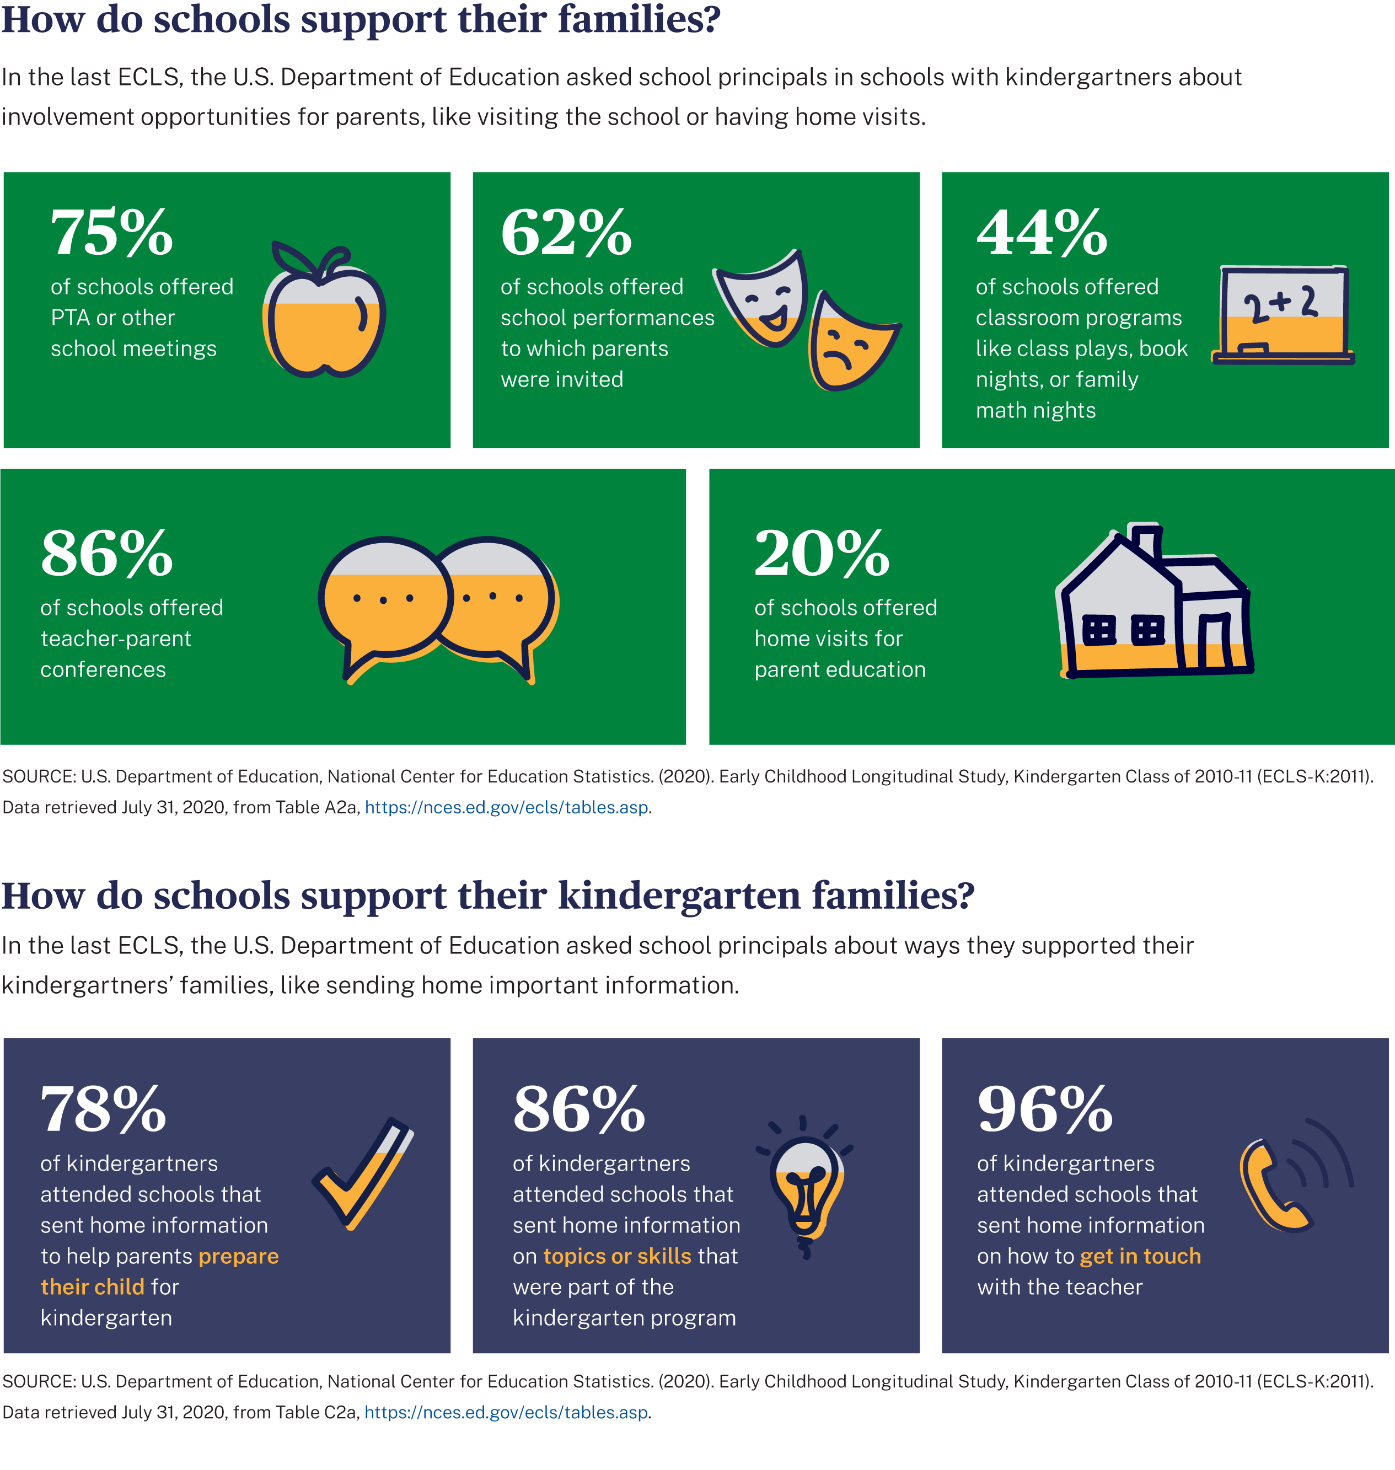 How do schools support their families?
In the last ECLS, the U.S. Department of Education asked school principals in schools with kindergartners about
involvement opportunities for parents, like visiting the school or having home visits.
75%
of schools offered
PTA or other
school meetings
62%
of schools offered
school performances
to which parents
were invited
44%
of schools offered
classroom programs
like class plays, book
nights, or family
math nights
2+2
86%
of schools offered
teacher-parent
conferences
20%
of schools offered
home visits for
parent education
SOURCE: U.S. Department of Education, National Center for Education Statistics. (2020). Early Childhood Longitudinal Study, Kindergarten Class of 2010-11 (ECLS-K:2011).
Data retrieved July 31, 2020, from Table A2a, https://nces.ed.gov/ecls/tables.asp.
How do schools support their kindergarten families?
In the last ECLS, the U.S. Department of Education asked school principals about ways they supported their
kindergartners’ families, like sending home important information.
78%
of kindergartners
attended schools that
sent home information
to help parents prepare
their child for
kindergarten
86%
of kindergartners
attended schools that
sent home information
on topics or skills that
were part of the
kindergarten program
96%
of kindergartners
attended schools that
sent home information
on how to get in touch
with the teacher
SOURCE: U.S. Department of Education, National Center for Education Statistics. (2020). Early Childhood Longitudinal Study, Kindergarten Class of 2010-11 (ECLS-K:2011).
Data retrieved July 31, 2020, from Table C2a, https://nces.ed.gov/ecls/tables.asp.